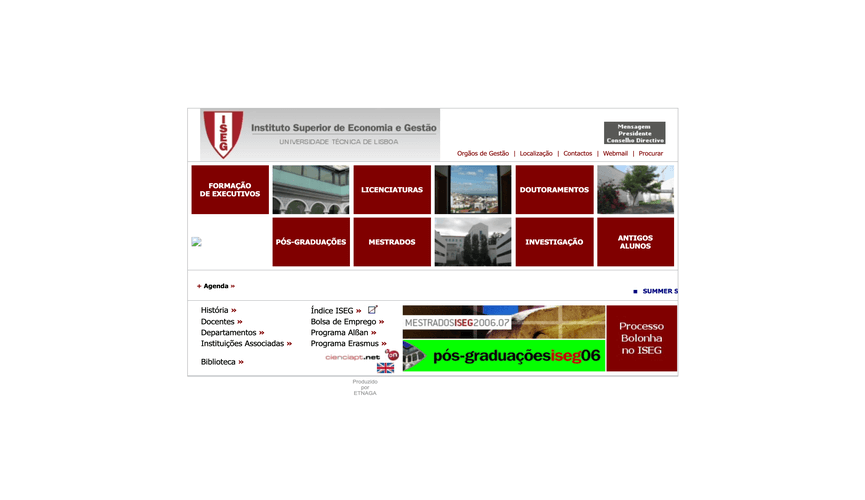 ISEG
Instituto Superior de Economia e Gestão
UNIVERSIDADE TÉCNICA DE LISBOA
Mensagem
Presidente
Conselho Directivo
Orgãos de Gestão | Localização | Contactos | Webmail | Procurar
FORMAÇÃO
DE EXECUTIVOS
LICENCIATURAS
DOUTORAMENTOS
PÓS-GRADUAÇÕES
MESTRADOS
INVESTIGAÇÃO
ANTIGOS
ALUNOS
+ Agenda »
SUMMER S
História »
Docentes »
Departamentos »
Instituições Associadas »
Biblioteca »
Índice ISEG »
Bolsa de Emprego »
Programa Alßan »
Programa Erasmus »
cienciapt.net
MESTRADOSISEG2006.07
pós-graduaçõesiseg06
Processo
Bolonha
no ISEG
Produzido
por
ETNAGA